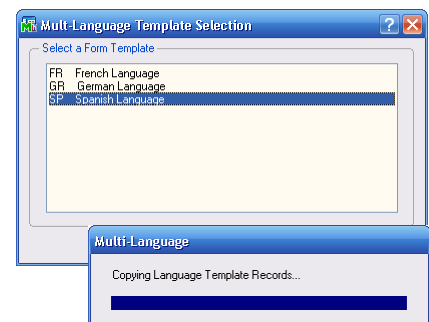 Mult-Language Template Selection
Select a Form Template
FR French Language
GR German Language
SP Spanish Language
Multi-Language
Copying Language Template Records...